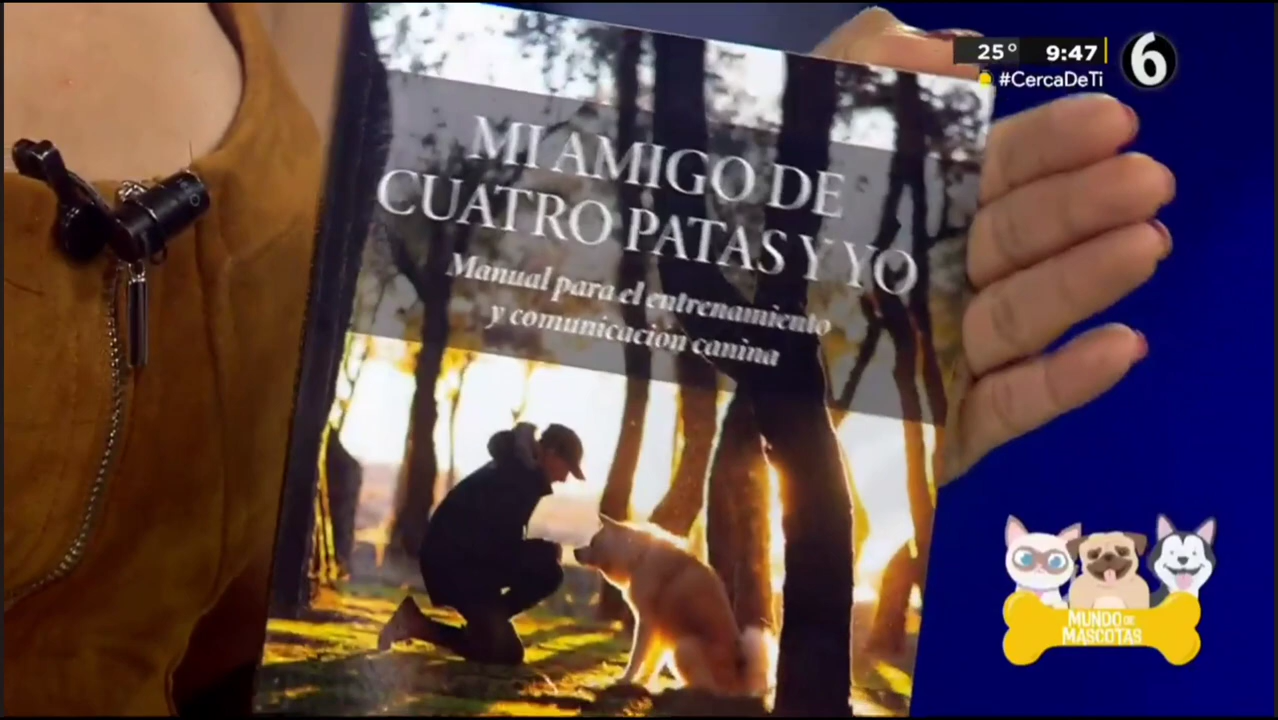 25° 9:47
6
#CercaDeTi
MI AMIGO DE
CUATRO PATAS Y YO
Manual para el entrenamiento
y comunicación canina
MUNDO DE
MASCOTAS